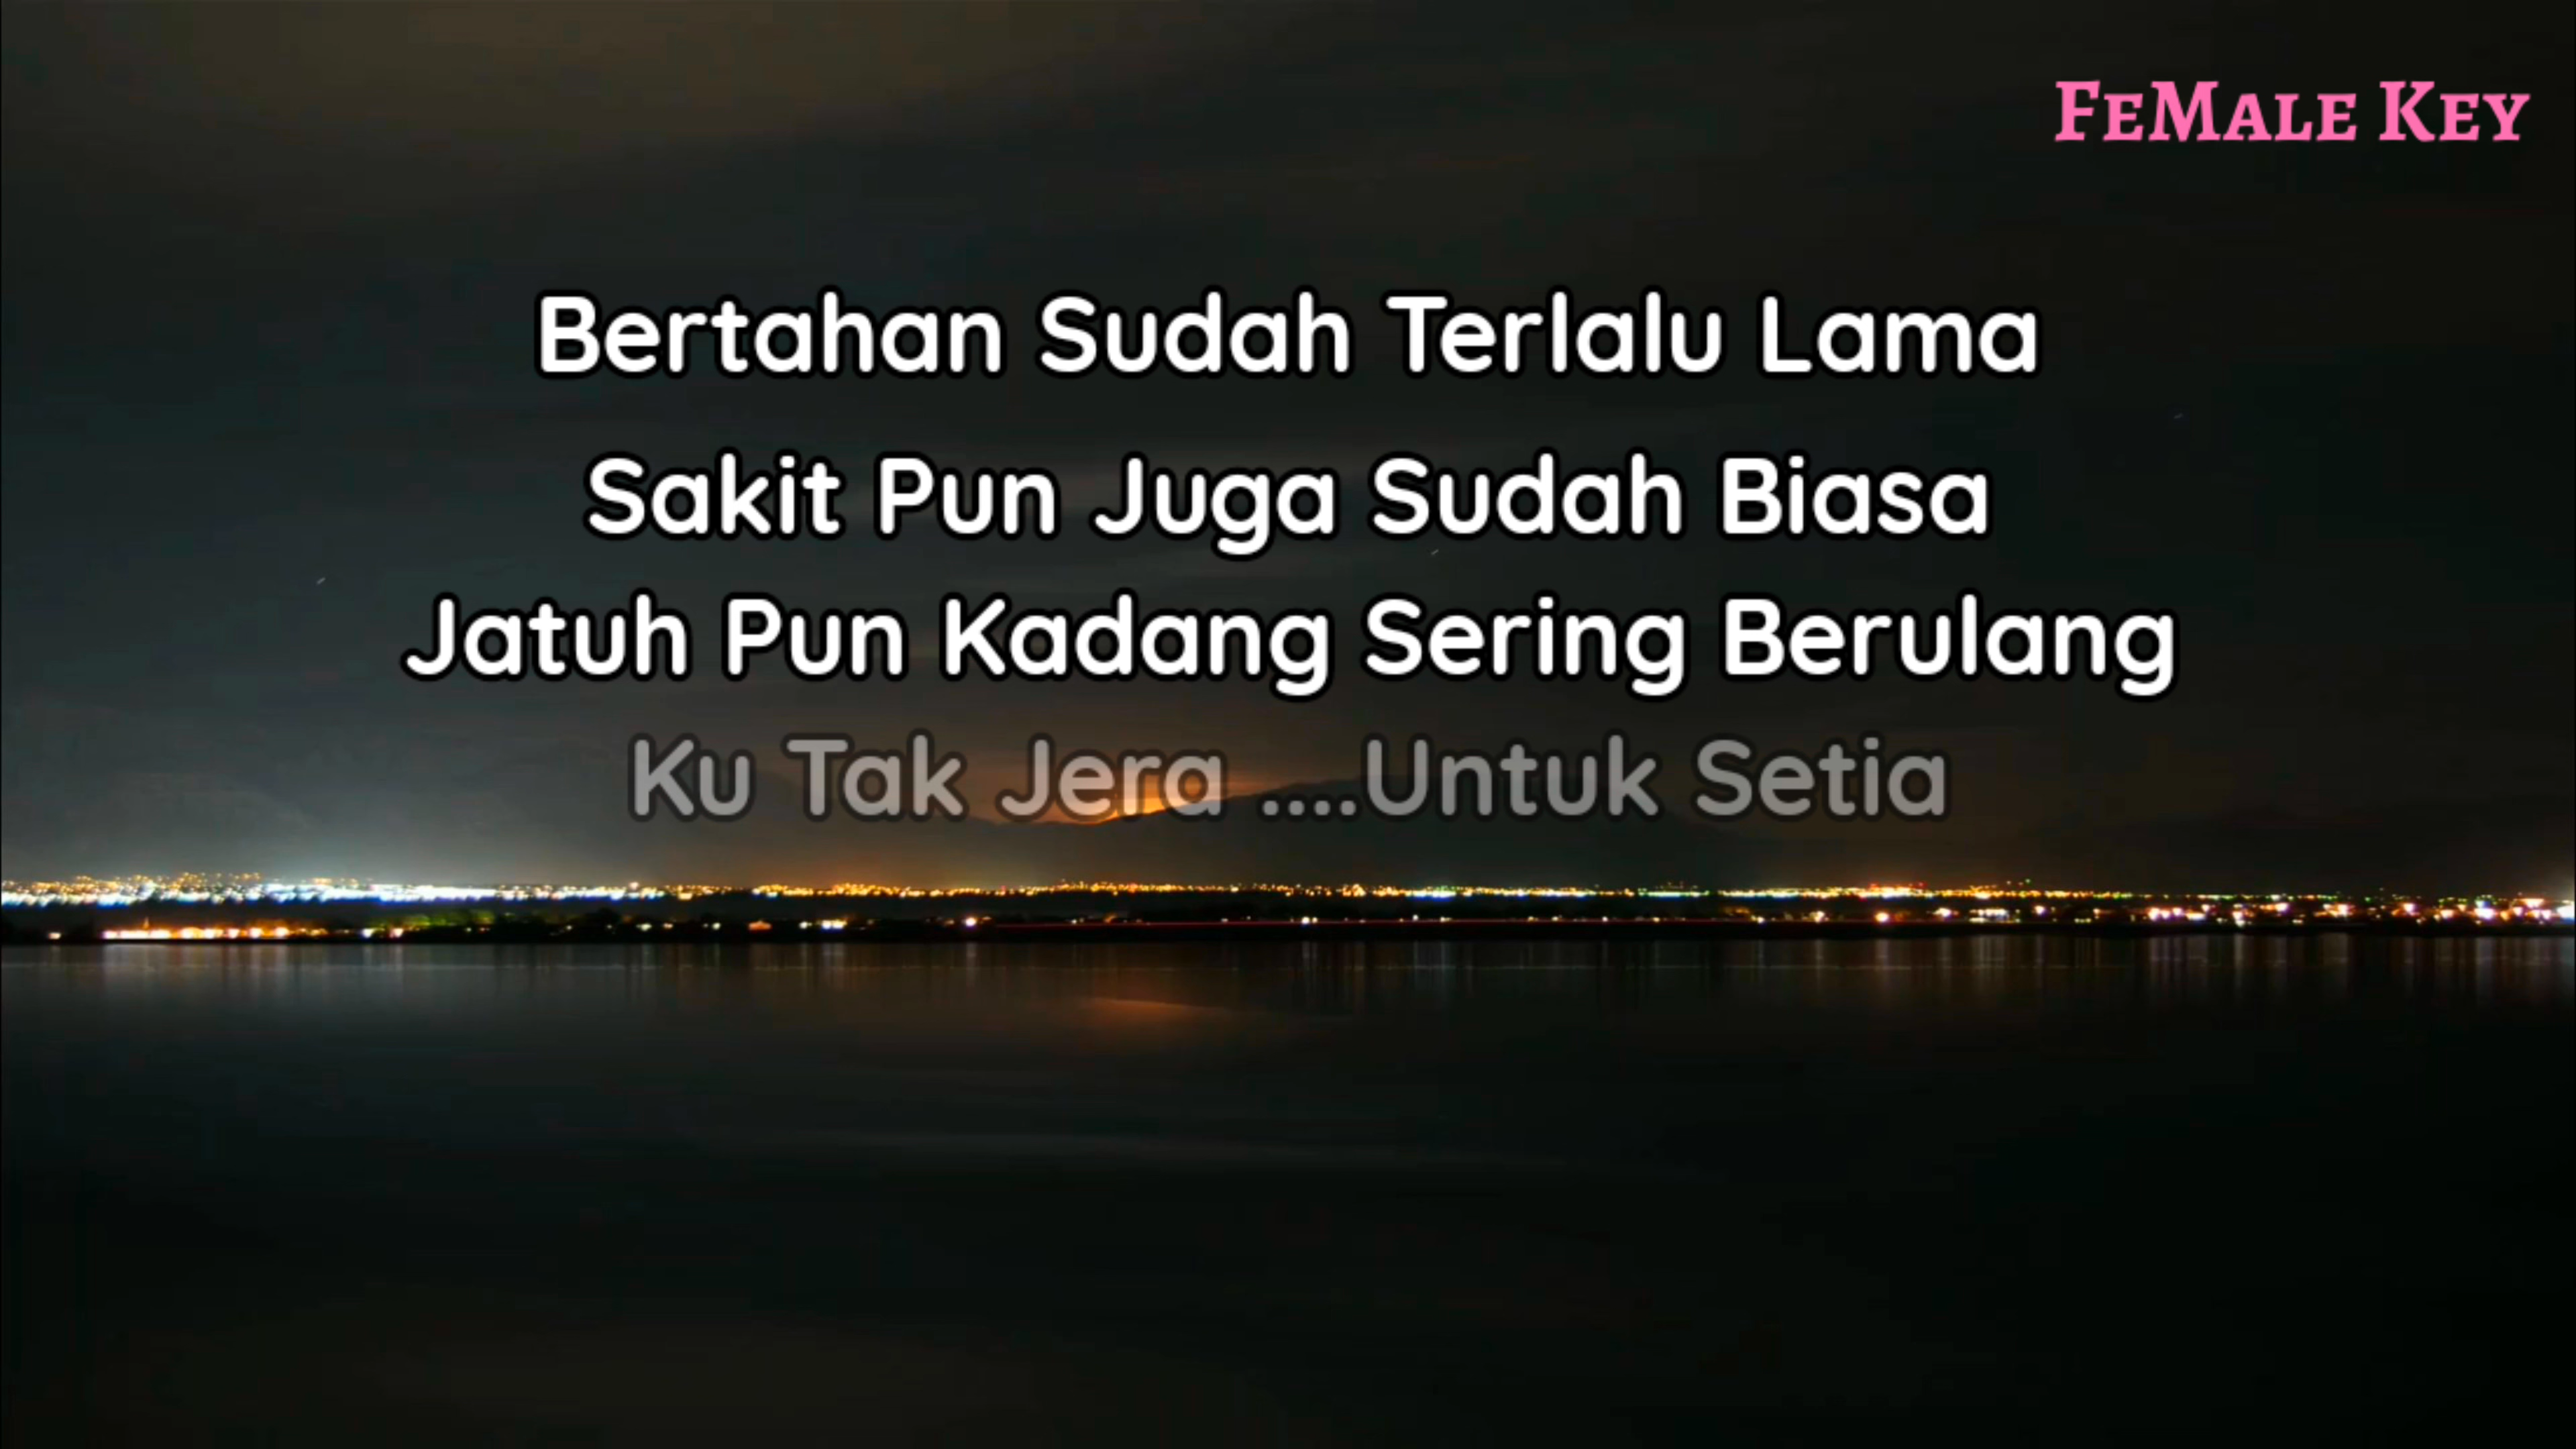 FeMale Key
Bertahan Sudah Terlalu Lama
Sakit Pun Juga Sudah Biasa
Jatuh Pun Kadang Sering Berulang
Ku Tak Jera ....Untuk Setia